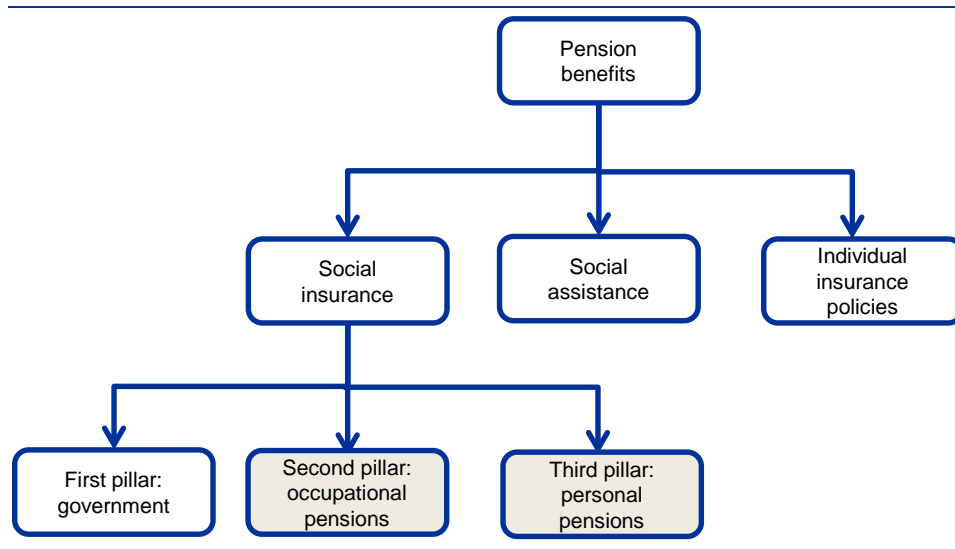 Pension
benefits
Social
insurance
Social
assistance
Individual
insurance
policies
First pillar:
government
Second pillar:
occupational
pensions
Third pillar:
personal
pensions